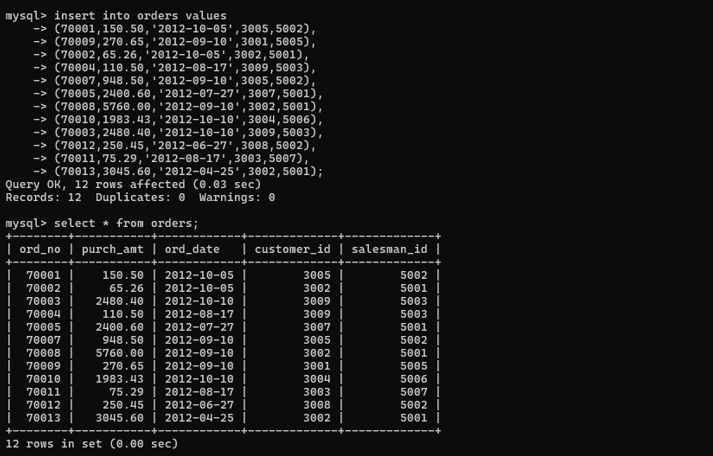 mysql> insert into orders values
    -> (70001,150.50,'2012-10-05',3005,5002),
    -> (70009,270.65,'2012-09-10',3001,5005),
    -> (70002,65.26,'2012-10-05',3002,5001),
    -> (70004,110.50,'2012-08-17',3009,5003),
    -> (70007,948.50,'2012-09-10',3005,5002),
    -> (70005,2400.60,'2012-07-27',3007,5001),
    -> (70008,5760.00,'2012-09-10',3002,5001),
    -> (70010,1983.43,'2012-10-10',3004,5006),
    -> (70003,2480.40,'2012-10-10',3009,5003),
    -> (70012,250.45,'2012-06-27',3008,5002),
    -> (70011,75.29,'2012-08-17',3003,5007),
    -> (70013,3045.60,'2012-04-25',3002,5001);
Query OK, 12 rows affected (0.03 sec)
Records: 12  Duplicates: 0  Warnings: 0

mysql> select * from orders;
+--------+-----------+------------+-------------+-------------+
| ord_no | purch_amt | ord_date   | customer_id | salesman_id |
+--------+-----------+------------+-------------+-------------+
|  70001 |    150.50 | 2012-10-05 |        3005 |        5002 |
|  70002 |     65.26 | 2012-10-05 |        3002 |        5001 |
|  70003 |   2480.40 | 2012-10-10 |        3009 |        5003 |
|  70004 |    110.50 | 2012-08-17 |        3009 |        5003 |
|  70005 |   2400.60 | 2012-07-27 |        3007 |        5001 |
|  70007 |    948.50 | 2012-09-10 |        3005 |        5002 |
|  70008 |   5760.00 | 2012-09-10 |        3002 |        5001 |
|  70009 |    270.65 | 2012-09-10 |        3001 |        5005 |
|  70010 |   1983.43 | 2012-10-10 |        3004 |        5006 |
|  70011 |     75.29 | 2012-08-17 |        3003 |        5007 |
|  70012 |    250.45 | 2012-06-27 |        3008 |        5002 |
|  70013 |   3045.60 | 2012-04-25 |        3002 |        5001 |
+--------+-----------+------------+-------------+-------------+
12 rows in set (0.00 sec)